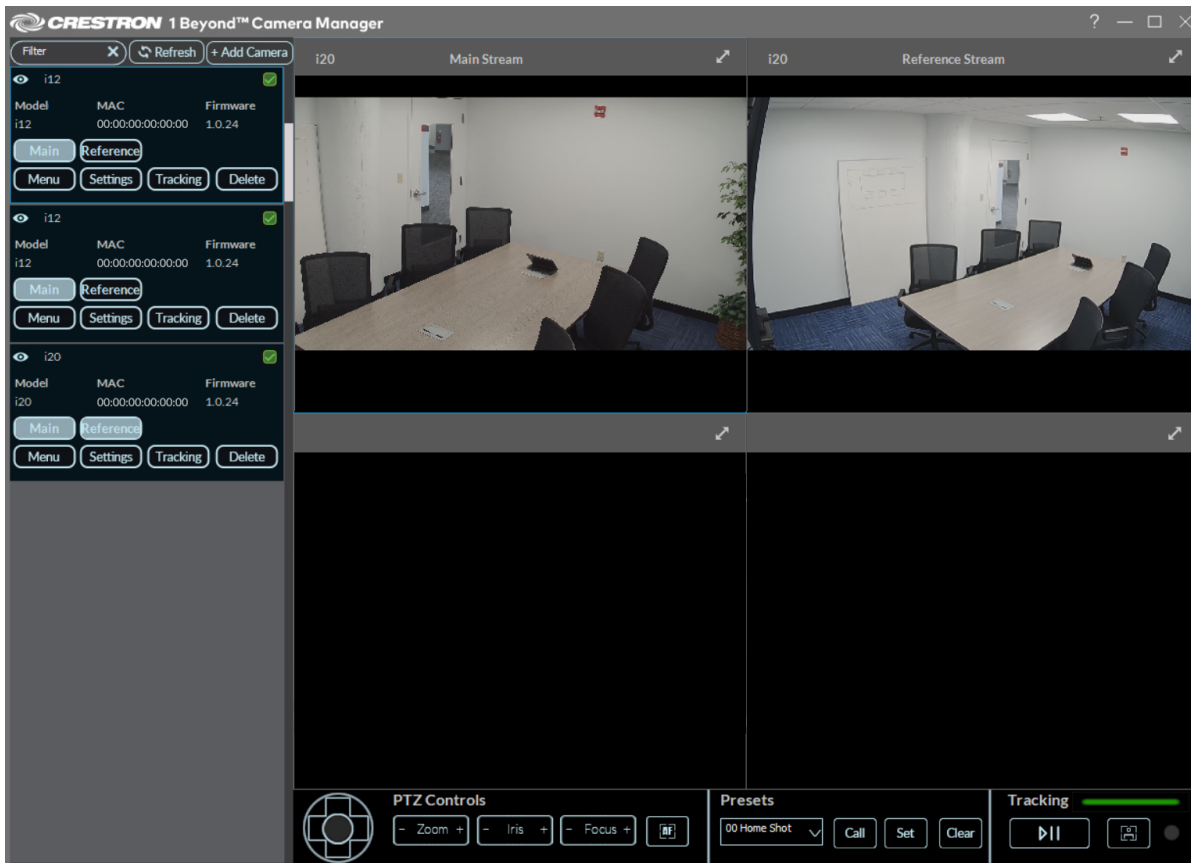 CRESTRON 1 Beyond™ Camera Manager ?
Filter Refresh + Add Camera
i12
Model MAC Firmware
i12 00:00:00:00:00:00 1.0.24
Main Reference
Menu Settings Tracking Delete
i12
Model MAC Firmware
i12 00:00:00:00:00:00 1.0.24
Main Reference
Menu Settings Tracking Delete
i20
Model MAC Firmware
i20 00:00:00:00:00:00 1.0.24
Main Reference
Menu Settings Tracking Delete
i20 Main Stream
i20 Reference Stream
PTZ Controls
- Zoom + - Iris + - Focus + AF
Presets
00 Home Shot Call Set Clear
Tracking